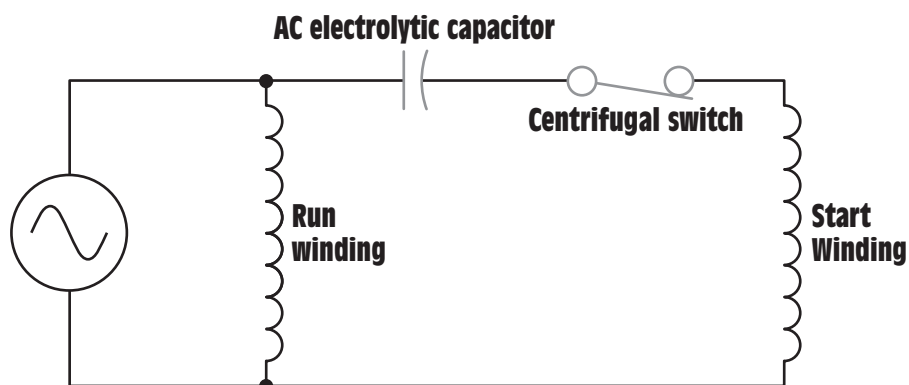 AC electrolytic capacitor
Centrifugal switch
Run
winding
Start
Winding